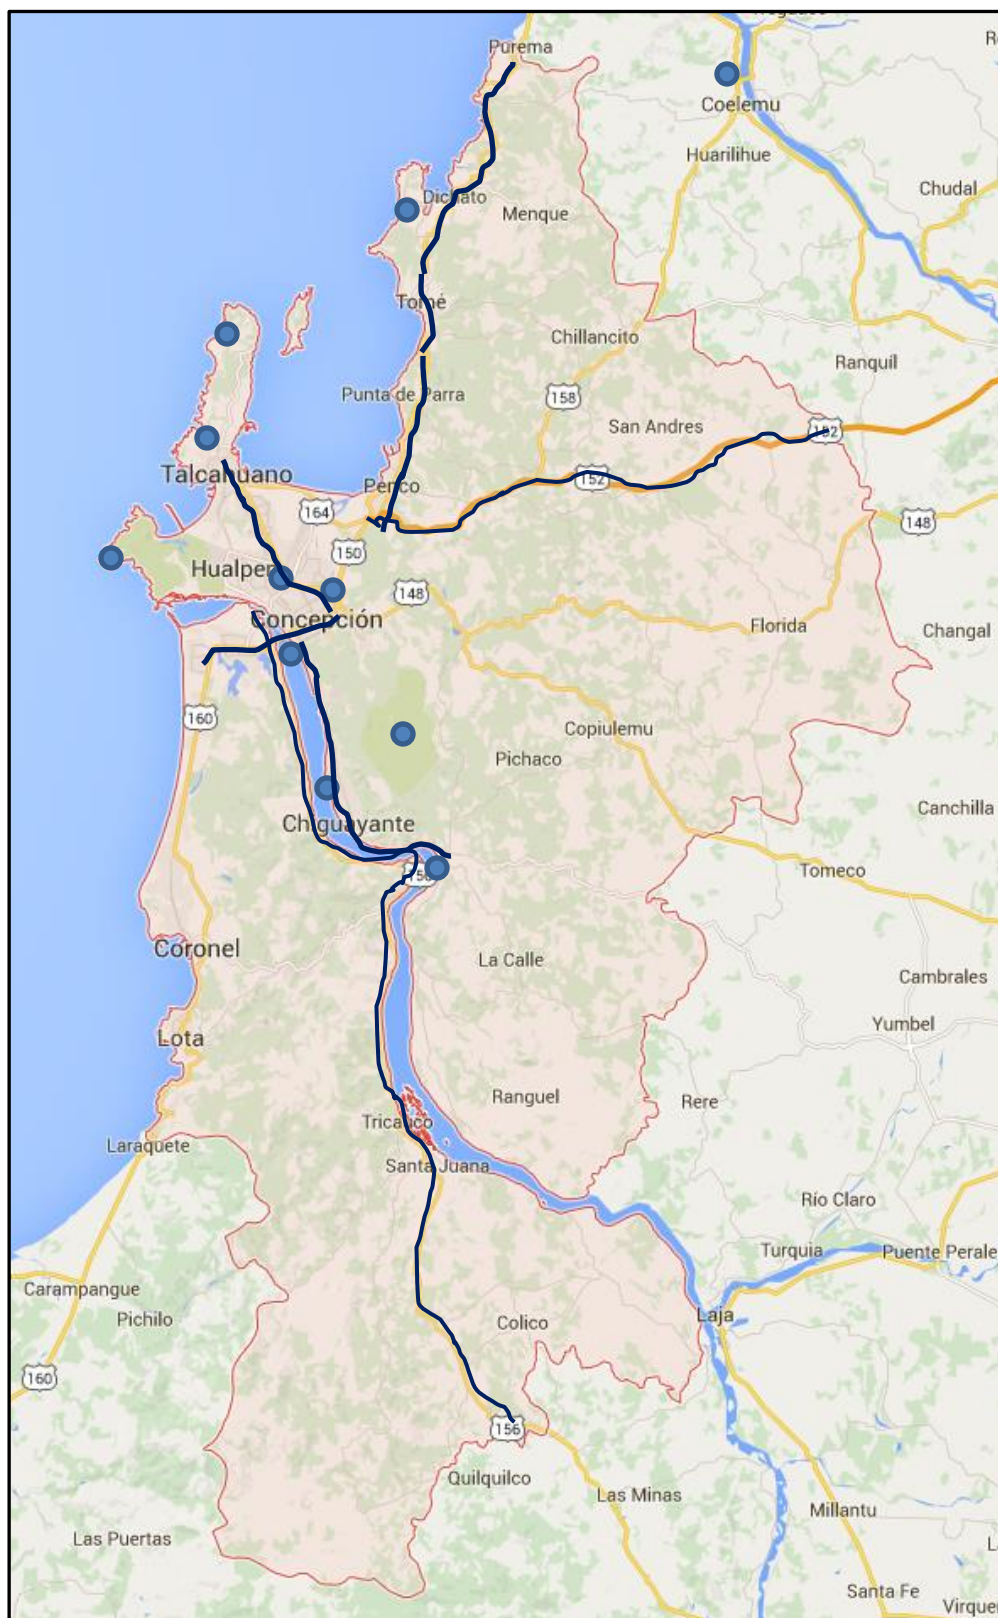 Purema
Coelemu
Huarilihue
Chudal
Dichato
Menque
Tomé
Chillancito
Ranquil
Punta de Parra
158
San Andres
152
Talcahuano
Penco
152
164
148
150
Hualpen
148
Concepción
Florida
Changal
160
Copiulemu
Pichaco
Canchilla
Chiguayante
Tomeco
156
Coronel
La Calle
Cambrales
Yumbel
Lota
Ranguel
Rere
Tricauco
Laraquete
Santa Juana
Río Claro
Turquia
Puente Perale
Carampangue
Pichilo
Laja
Colico
160
156
Quilquilco
Las Minas
Millantu
Las Puertas
Santa Fe
Virque